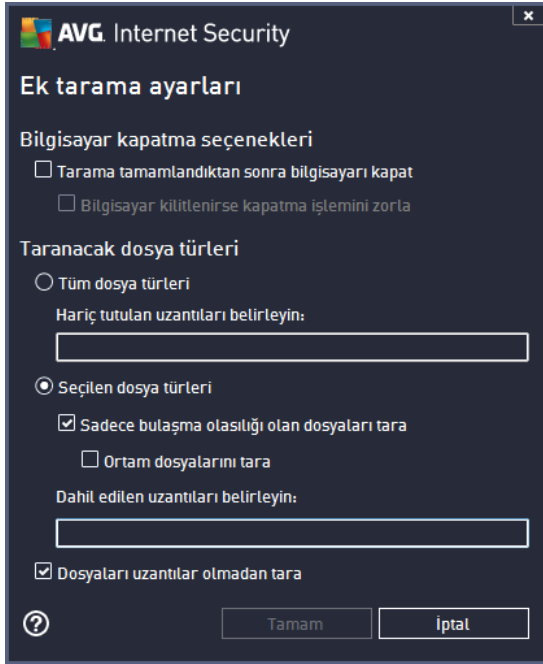 AVG. Internet Security
Ek tarama ayarları
Bilgisayar kapatma seçenekleri
Tarama tamamlandıktan sonra bilgisayarı kapat
Bilgisayar kilitlenirse kapatma işlemini zorla
Taranacak dosya türleri
Tüm dosya türleri
Hariç tutulan uzantıları belirleyin:
Seçilen dosya türleri
Sadece bulaşma olasılığı olan dosyaları tara
Ortam dosyalarını tara
Dahil edilen uzantıları belirleyin:
Dosyaları uzantılar olmadan tara
Tamam İptal